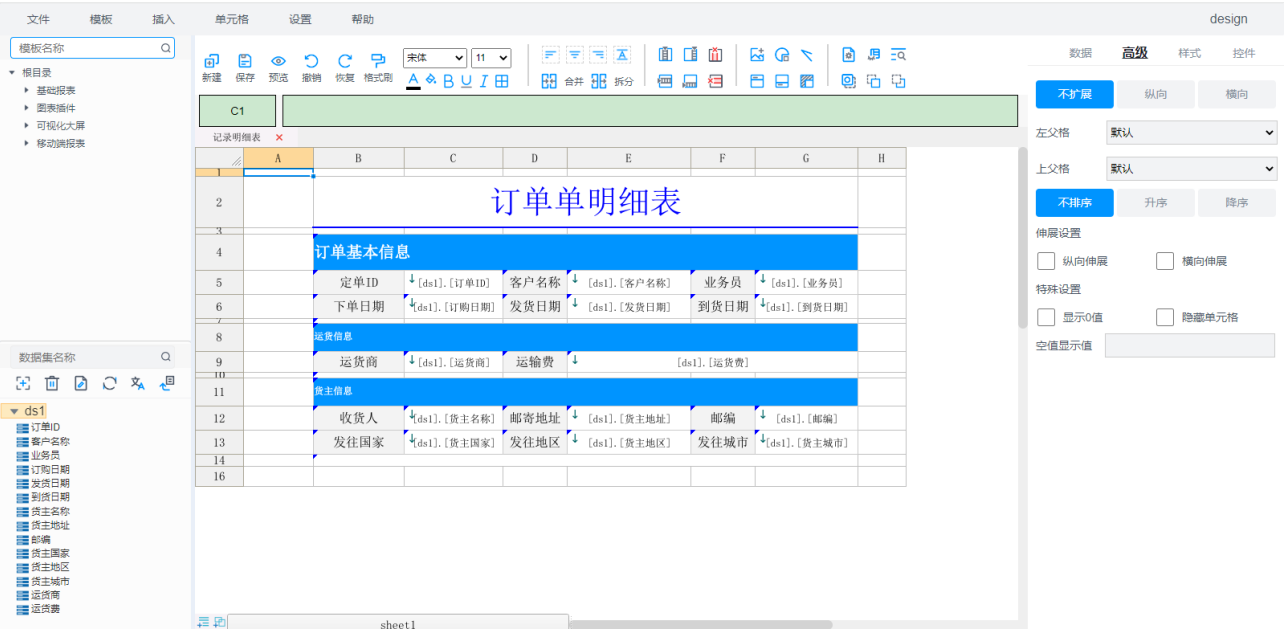 文件 模板 插入 单元格 设置 帮助 design
模板名称
根目录
基础报表
图表插件
可视化大屏
移动端报表
新建 保存 预览 撤销 恢复 格式刷
宋体 11
A B U I
合并 拆分
C1
记录明细表 ×
A B C D E F G H
1
2 订单单明细表
3
4 订单基本信息
5 定单ID [ds1].[订单ID] 客户名称 [ds1].[客户名称] 业务员 [ds1].[业务员]
6 下单日期 [ds1].[订购日期] 发货日期 [ds1].[发货日期] 到货日期 [ds1].[到货日期]
7
8 运货信息
9 运货商 [ds1].[运货商] 运输费 [ds1].[运货费]
10
11 货主信息
12 收货人 [ds1].[货主名称] 邮寄地址 [ds1].[货主地址] 邮编 [ds1].[邮编]
13 发往国家 [ds1].[货主国家] 发往地区 [ds1].[货主地区] 发往城市 [ds1].[货主城市]
14
16
sheet1
数据集名称
ds1
订单ID
客户名称
业务员
订购日期
发货日期
到货日期
货主名称
货主地址
邮编
货主国家
货主地区
货主城市
运货商
运货费
数据 高级 样式 控件
不扩展 纵向 横向
左父格 默认
上父格 默认
不排序 升序 降序
伸展设置
纵向伸展 横向伸展
特殊设置
显示0值 隐藏单元格
空值显示值